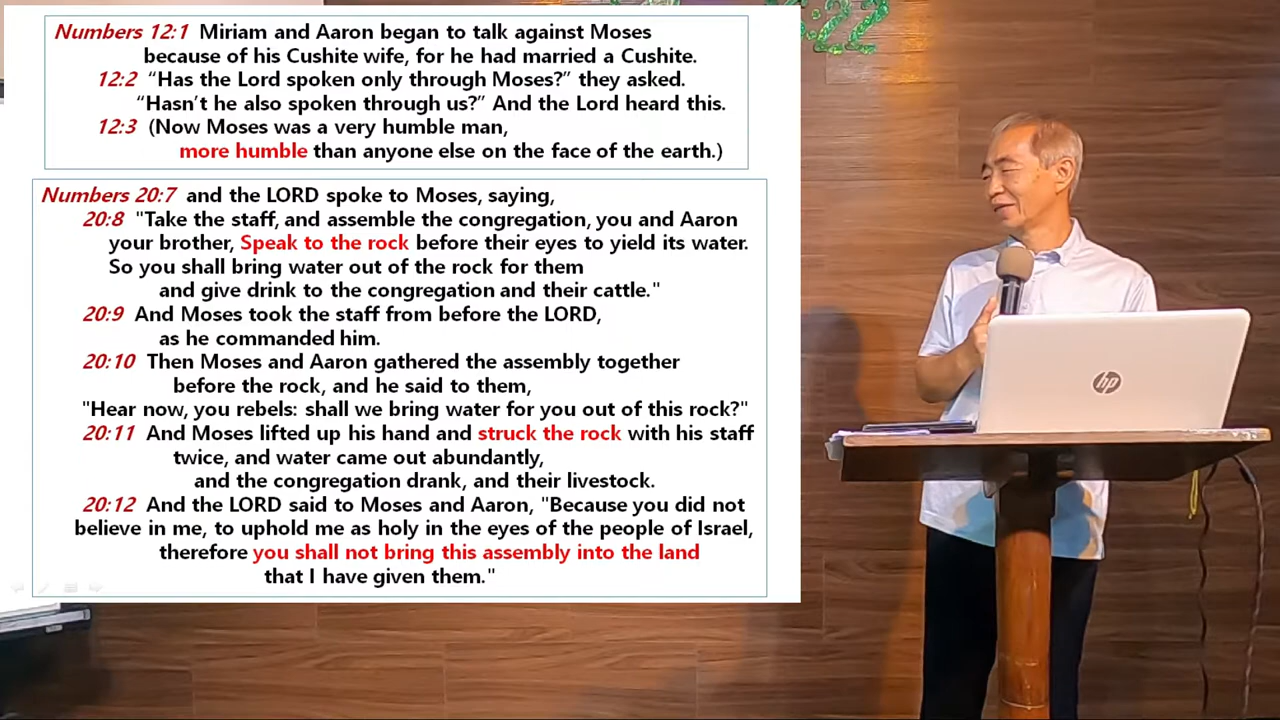 :22
Numbers 12:1 Miriam and Aaron began to talk against Moses
because of his Cushite wife, for he had married a Cushite.
12:2 “Has the Lord spoken only through Moses?” they asked.
“Hasn’t he also spoken through us?” And the Lord heard this.
12:3 (Now Moses was a very humble man,
more humble than anyone else on the face of the earth.)
Numbers 20:7 and the LORD spoke to Moses, saying,
20:8 "Take the staff, and assemble the congregation, you and Aaron
your brother, Speak to the rock before their eyes to yield its water.
So you shall bring water out of the rock for them
and give drink to the congregation and their cattle."
20:9 And Moses took the staff from before the LORD,
as he commanded him.
20:10 Then Moses and Aaron gathered the assembly together
before the rock, and he said to them,
"Hear now, you rebels: shall we bring water for you out of this rock?"
20:11 And Moses lifted up his hand and struck the rock with his staff
twice, and water came out abundantly,
and the congregation drank, and their livestock.
20:12 And the LORD said to Moses and Aaron, "Because you did not
believe in me, to uphold me as holy in the eyes of the people of Israel,
therefore you shall not bring this assembly into the land
that I have given them."
hp